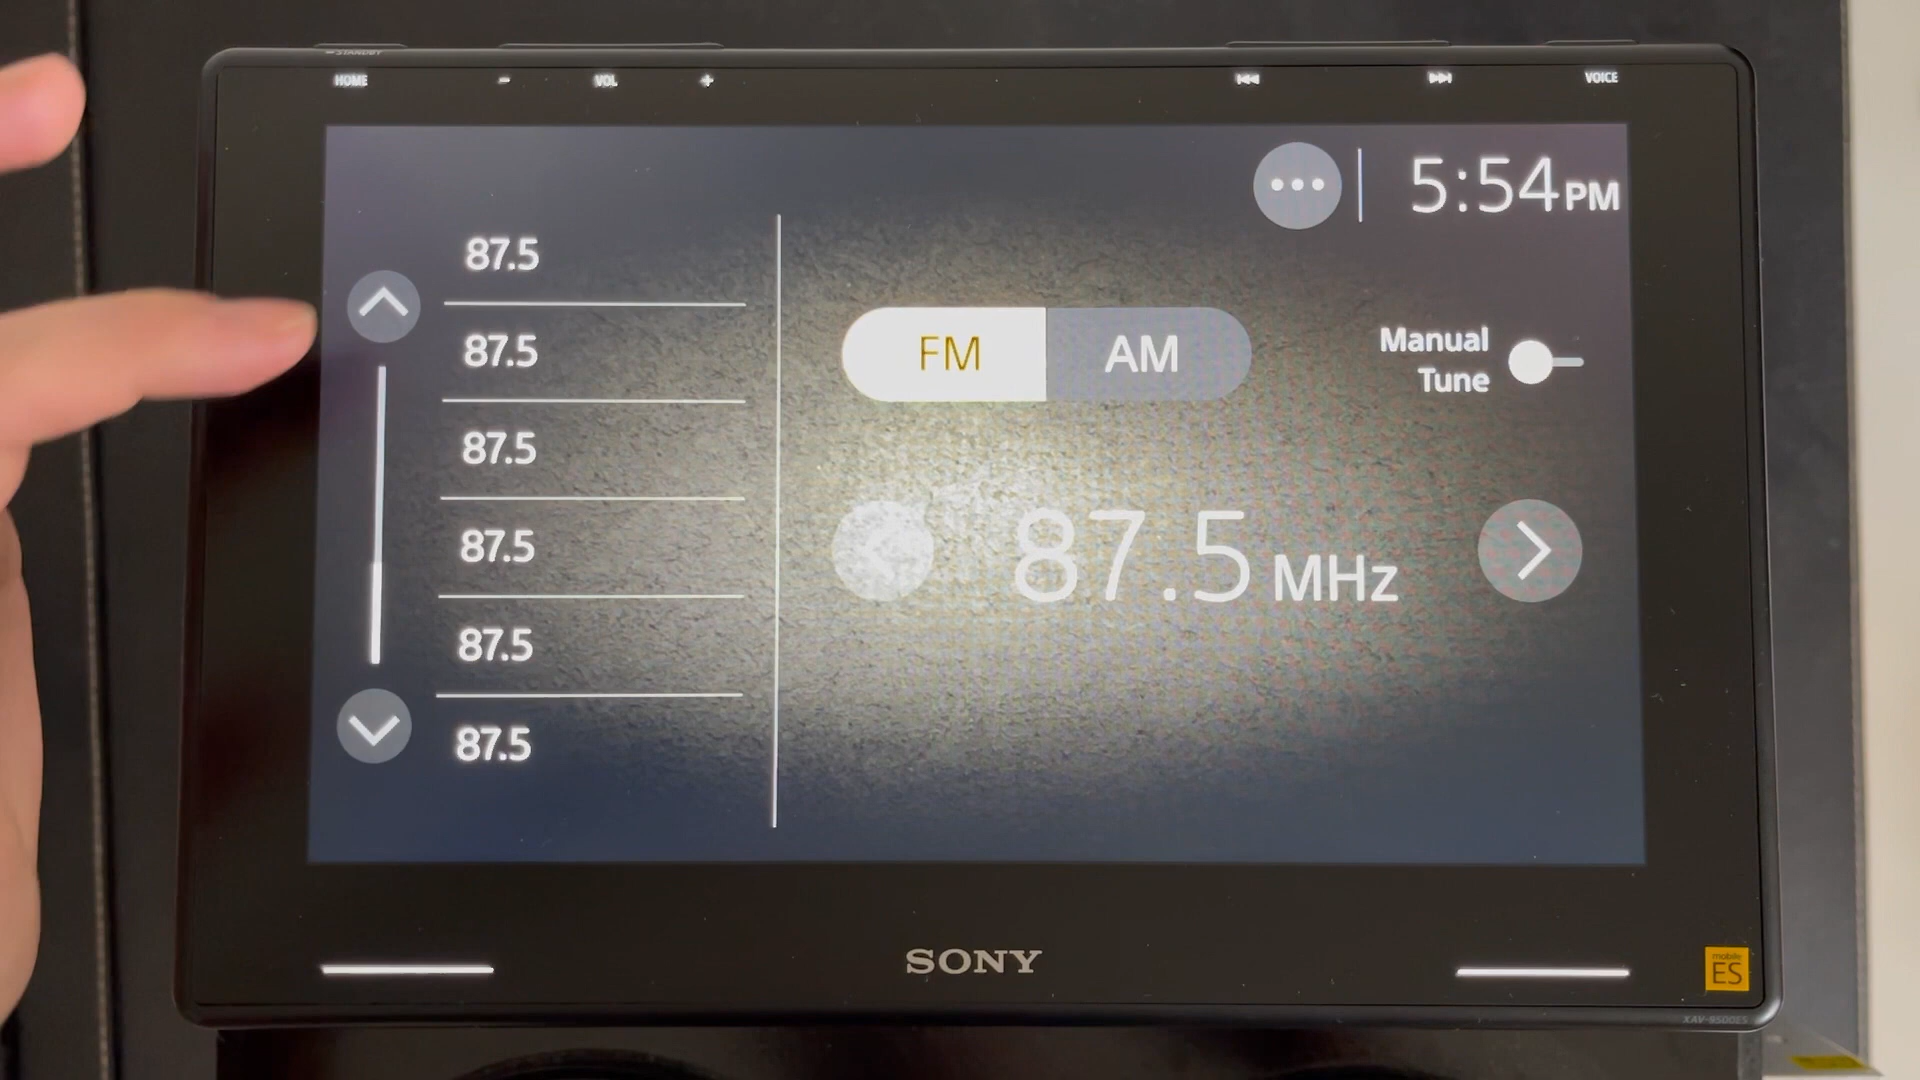 STANDBY
HOME
- VOL +
VOICE
5:54 PM
87.5
87.5
87.5
87.5
87.5
87.5
FM
AM
Manual
Tune
87.5 MHz
SONY
mobile
ES
XAV-9500ES